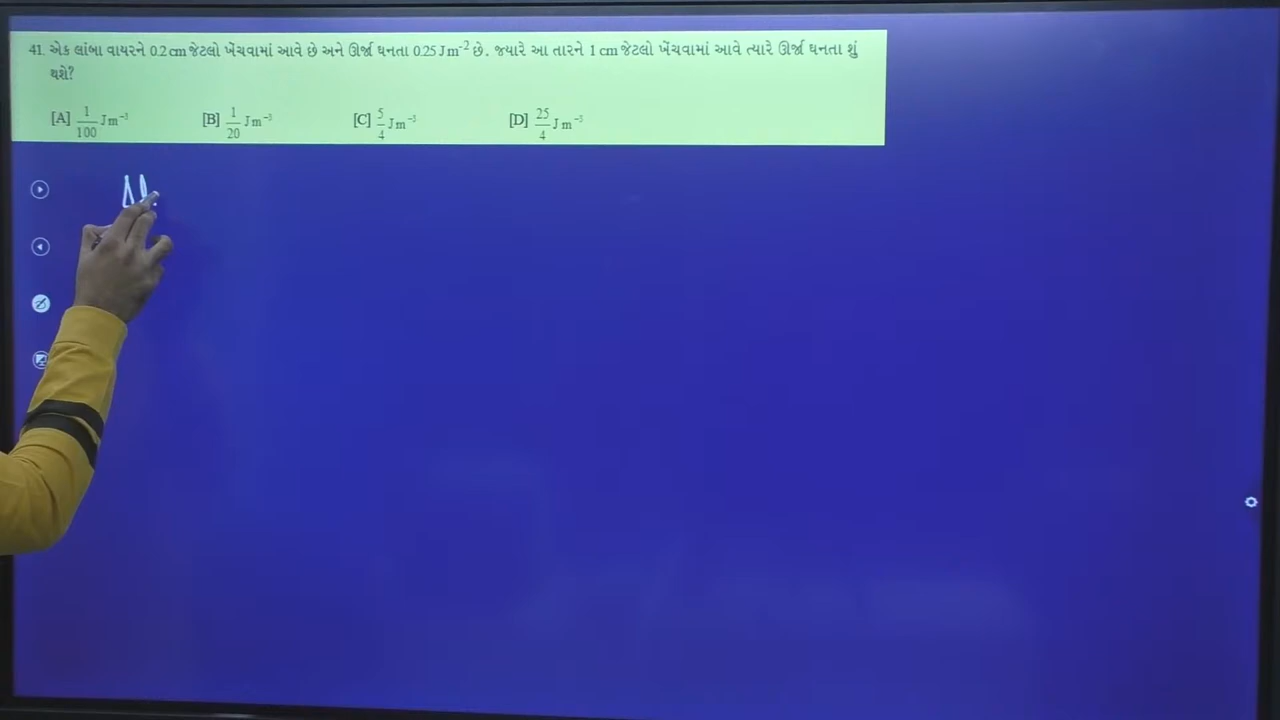 41. એક લાંબા વાયરને 0.2 cm જેટલો ખેંચવામાં આવે છે અને ઊર્જા ઘનતા 0.25 J m⁻² છે. જ્યારે આ તારને 1 cm જેટલો ખેંચવામાં આવે ત્યારે ઊર્જા ઘનતા શું
થશે?
[A] 1/100 J m⁻³ [B] 1/20 J m⁻³ [C] 5/4 J m⁻³ [D] 25/4 J m⁻³